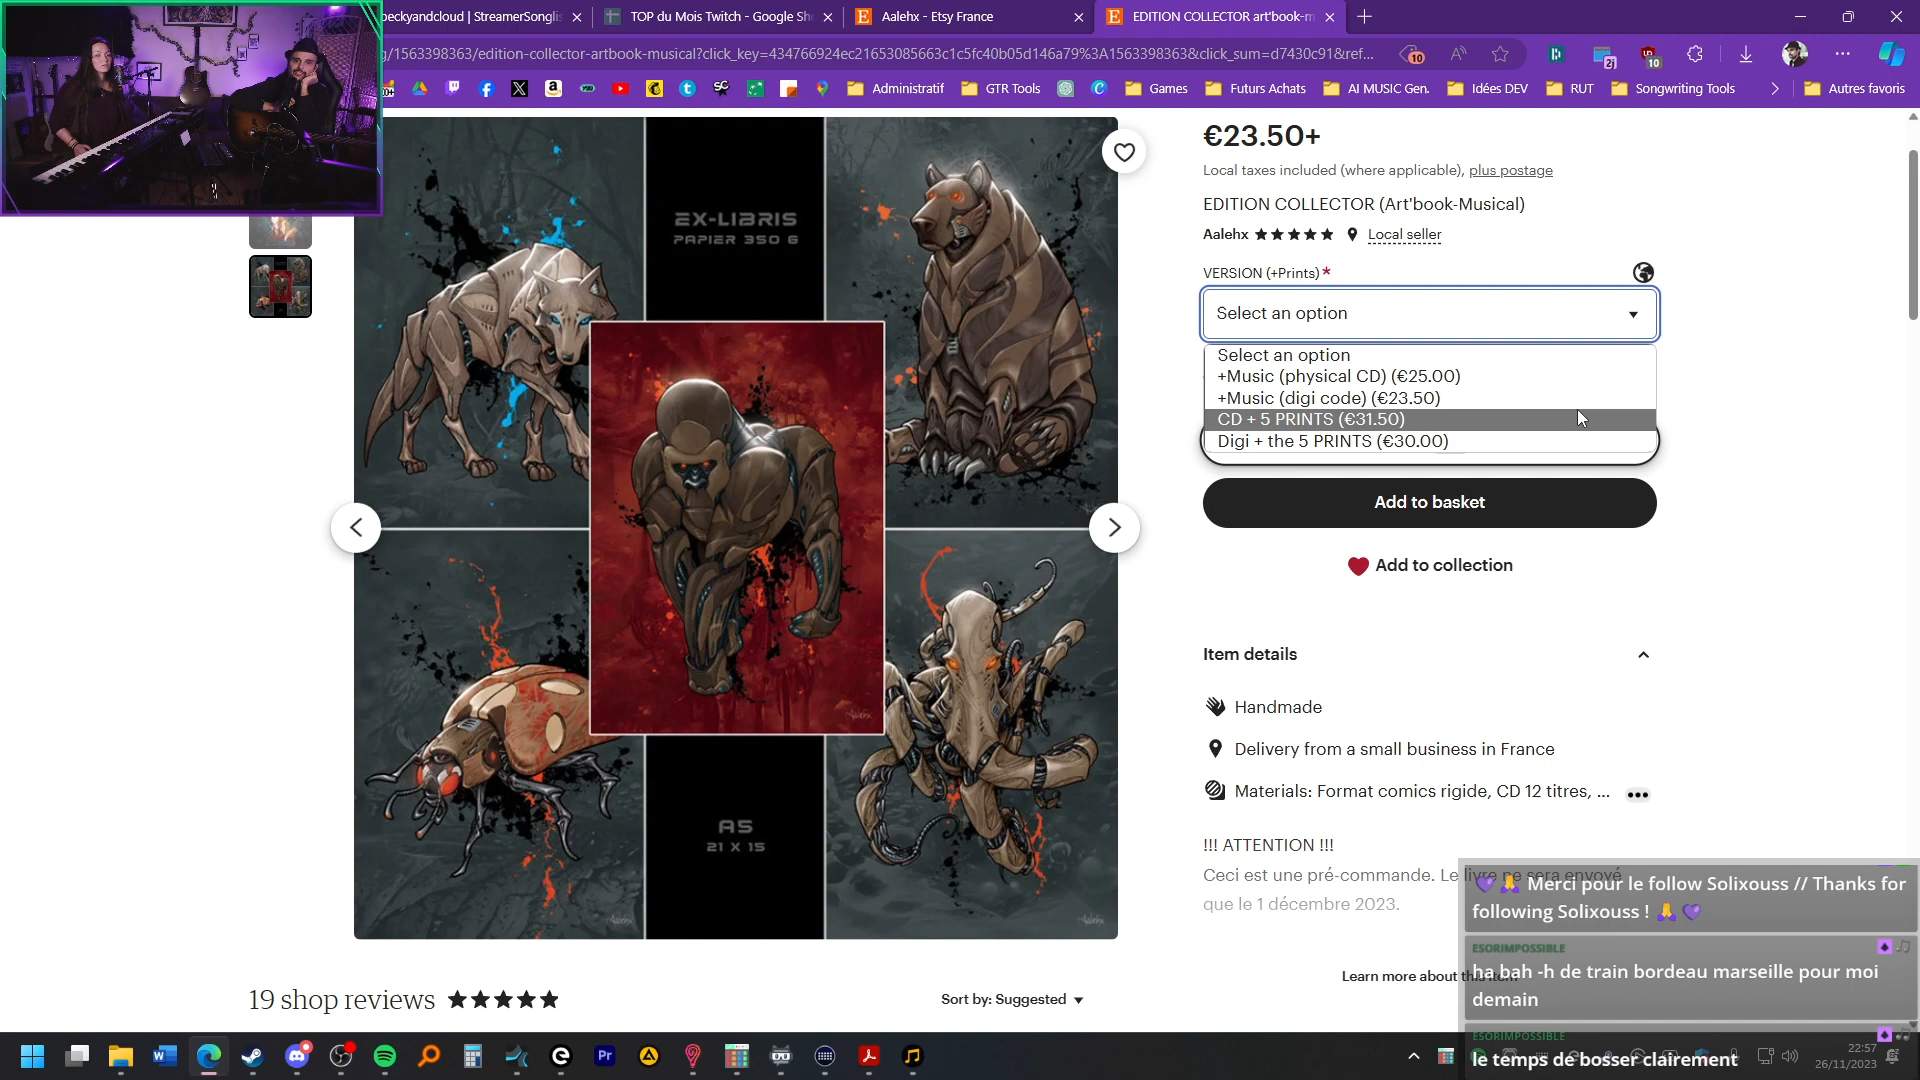 beckyandcloud | StreamerSonglis
TOP du Mois Twitch - Google Sh
Aalehx - Etsy France
EDITION COLLECTOR art'book-m
g/1563398363/edition-collector-artbook-musical?click_key=434766924ec21653085663c1c5fc40b05d146a79%3A1563398363&click_sum=d7430c91&ref...
Administratif
GTR Tools
Games
Futurs Achats
AI MUSIC Gen.
Idées DEV
RUT
Songwriting Tools
Autres favoris
€23.50+
Local taxes included (where applicable), plus postage
EDITION COLLECTOR (Art'book-Musical)
Aalehx
Local seller
VERSION (+Prints)*
Select an option
Select an option
+Music (physical CD) (€25.00)
+Music (digi code) (€23.50)
CD + 5 PRINTS (€31.50)
Digi + the 5 PRINTS (€30.00)
Add to basket
Add to collection
Item details
Handmade
Delivery from a small business in France
Materials: Format comics rigide, CD 12 titres, ...
!!! ATTENTION !!!
Ceci est une pré-commande. Le livre ne sera envoyé
que le 1 décembre 2023.
Learn more about this item
EX-LIBRIS
PAPIER 350 G
A5
21 X 15
19 shop reviews
Sort by: Suggested
Merci pour le follow Solixouss // Thanks for
following Solixouss !
ESORIMPOSSIBLE
ha bah -h de train bordeau marseille pour moi
demain
ESORIMPOSSIBLE
le temps de bosser clairement
22:57
26/11/2023